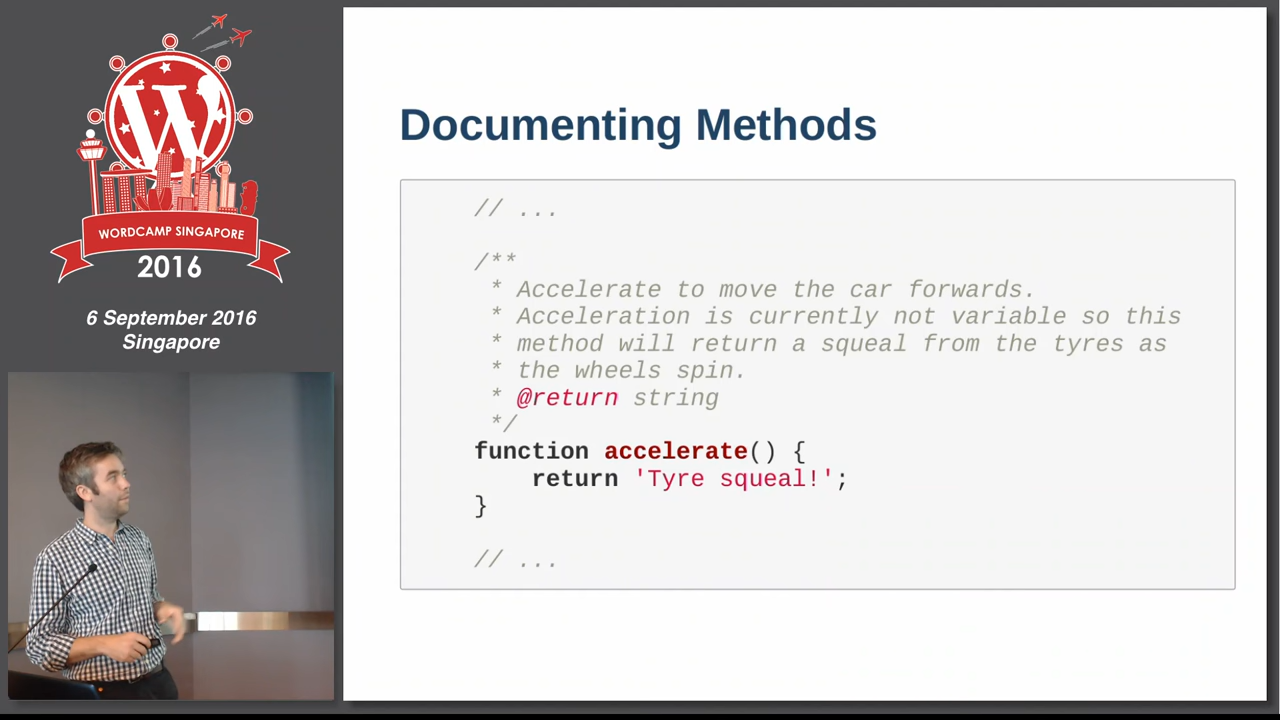 W
WORDCAMP SINGAPORE
2016
6 September 2016
Singapore
Documenting Methods
// ...
/**
* Accelerate to move the car forwards.
* Acceleration is currently not variable so this
* method will return a squeal from the tyres as
* the wheels spin.
* @return string
*/
function accelerate() {
return 'Tyre squeal!';
}
// ...